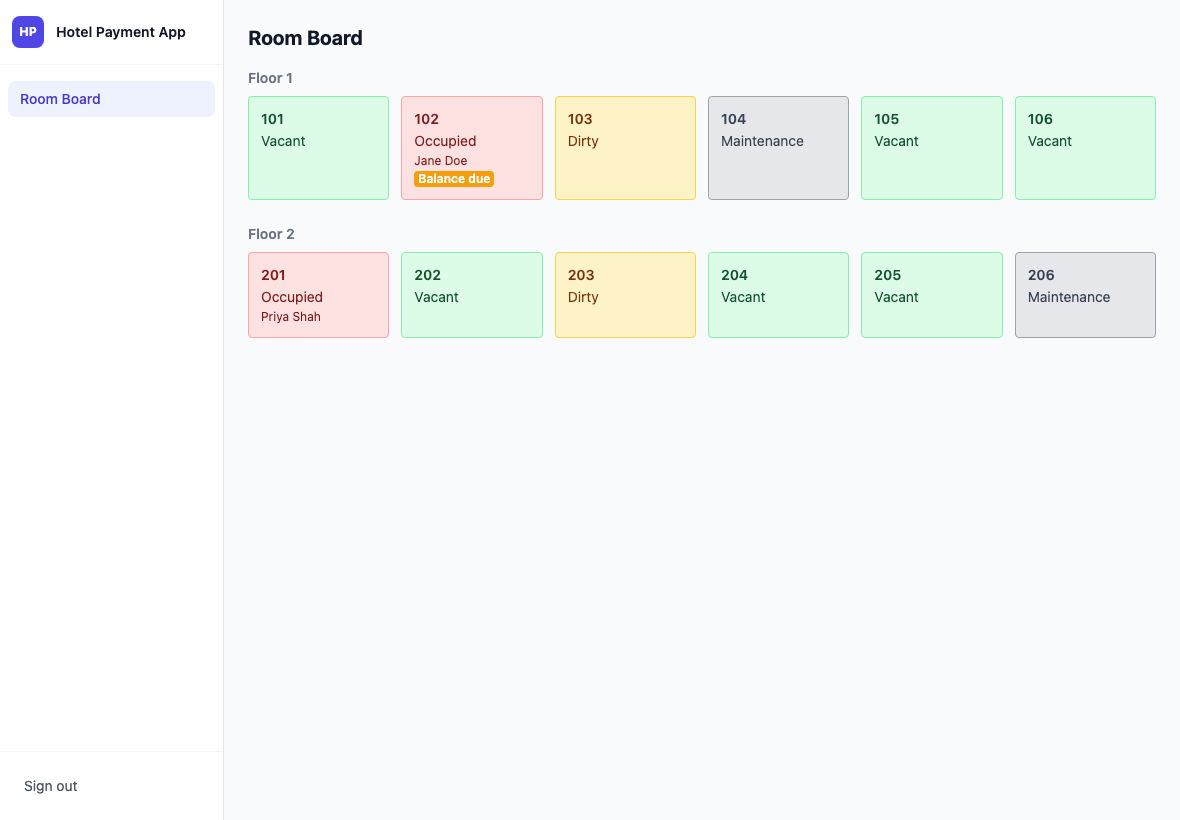 HP
Hotel Payment App
Room Board
Sign out
Room Board
Floor 1
101
Vacant
102
Occupied
Jane Doe
Balance due
103
Dirty
104
Maintenance
105
Vacant
106
Vacant
Floor 2
201
Occupied
Priya Shah
202
Vacant
203
Dirty
204
Vacant
205
Vacant
206
Maintenance